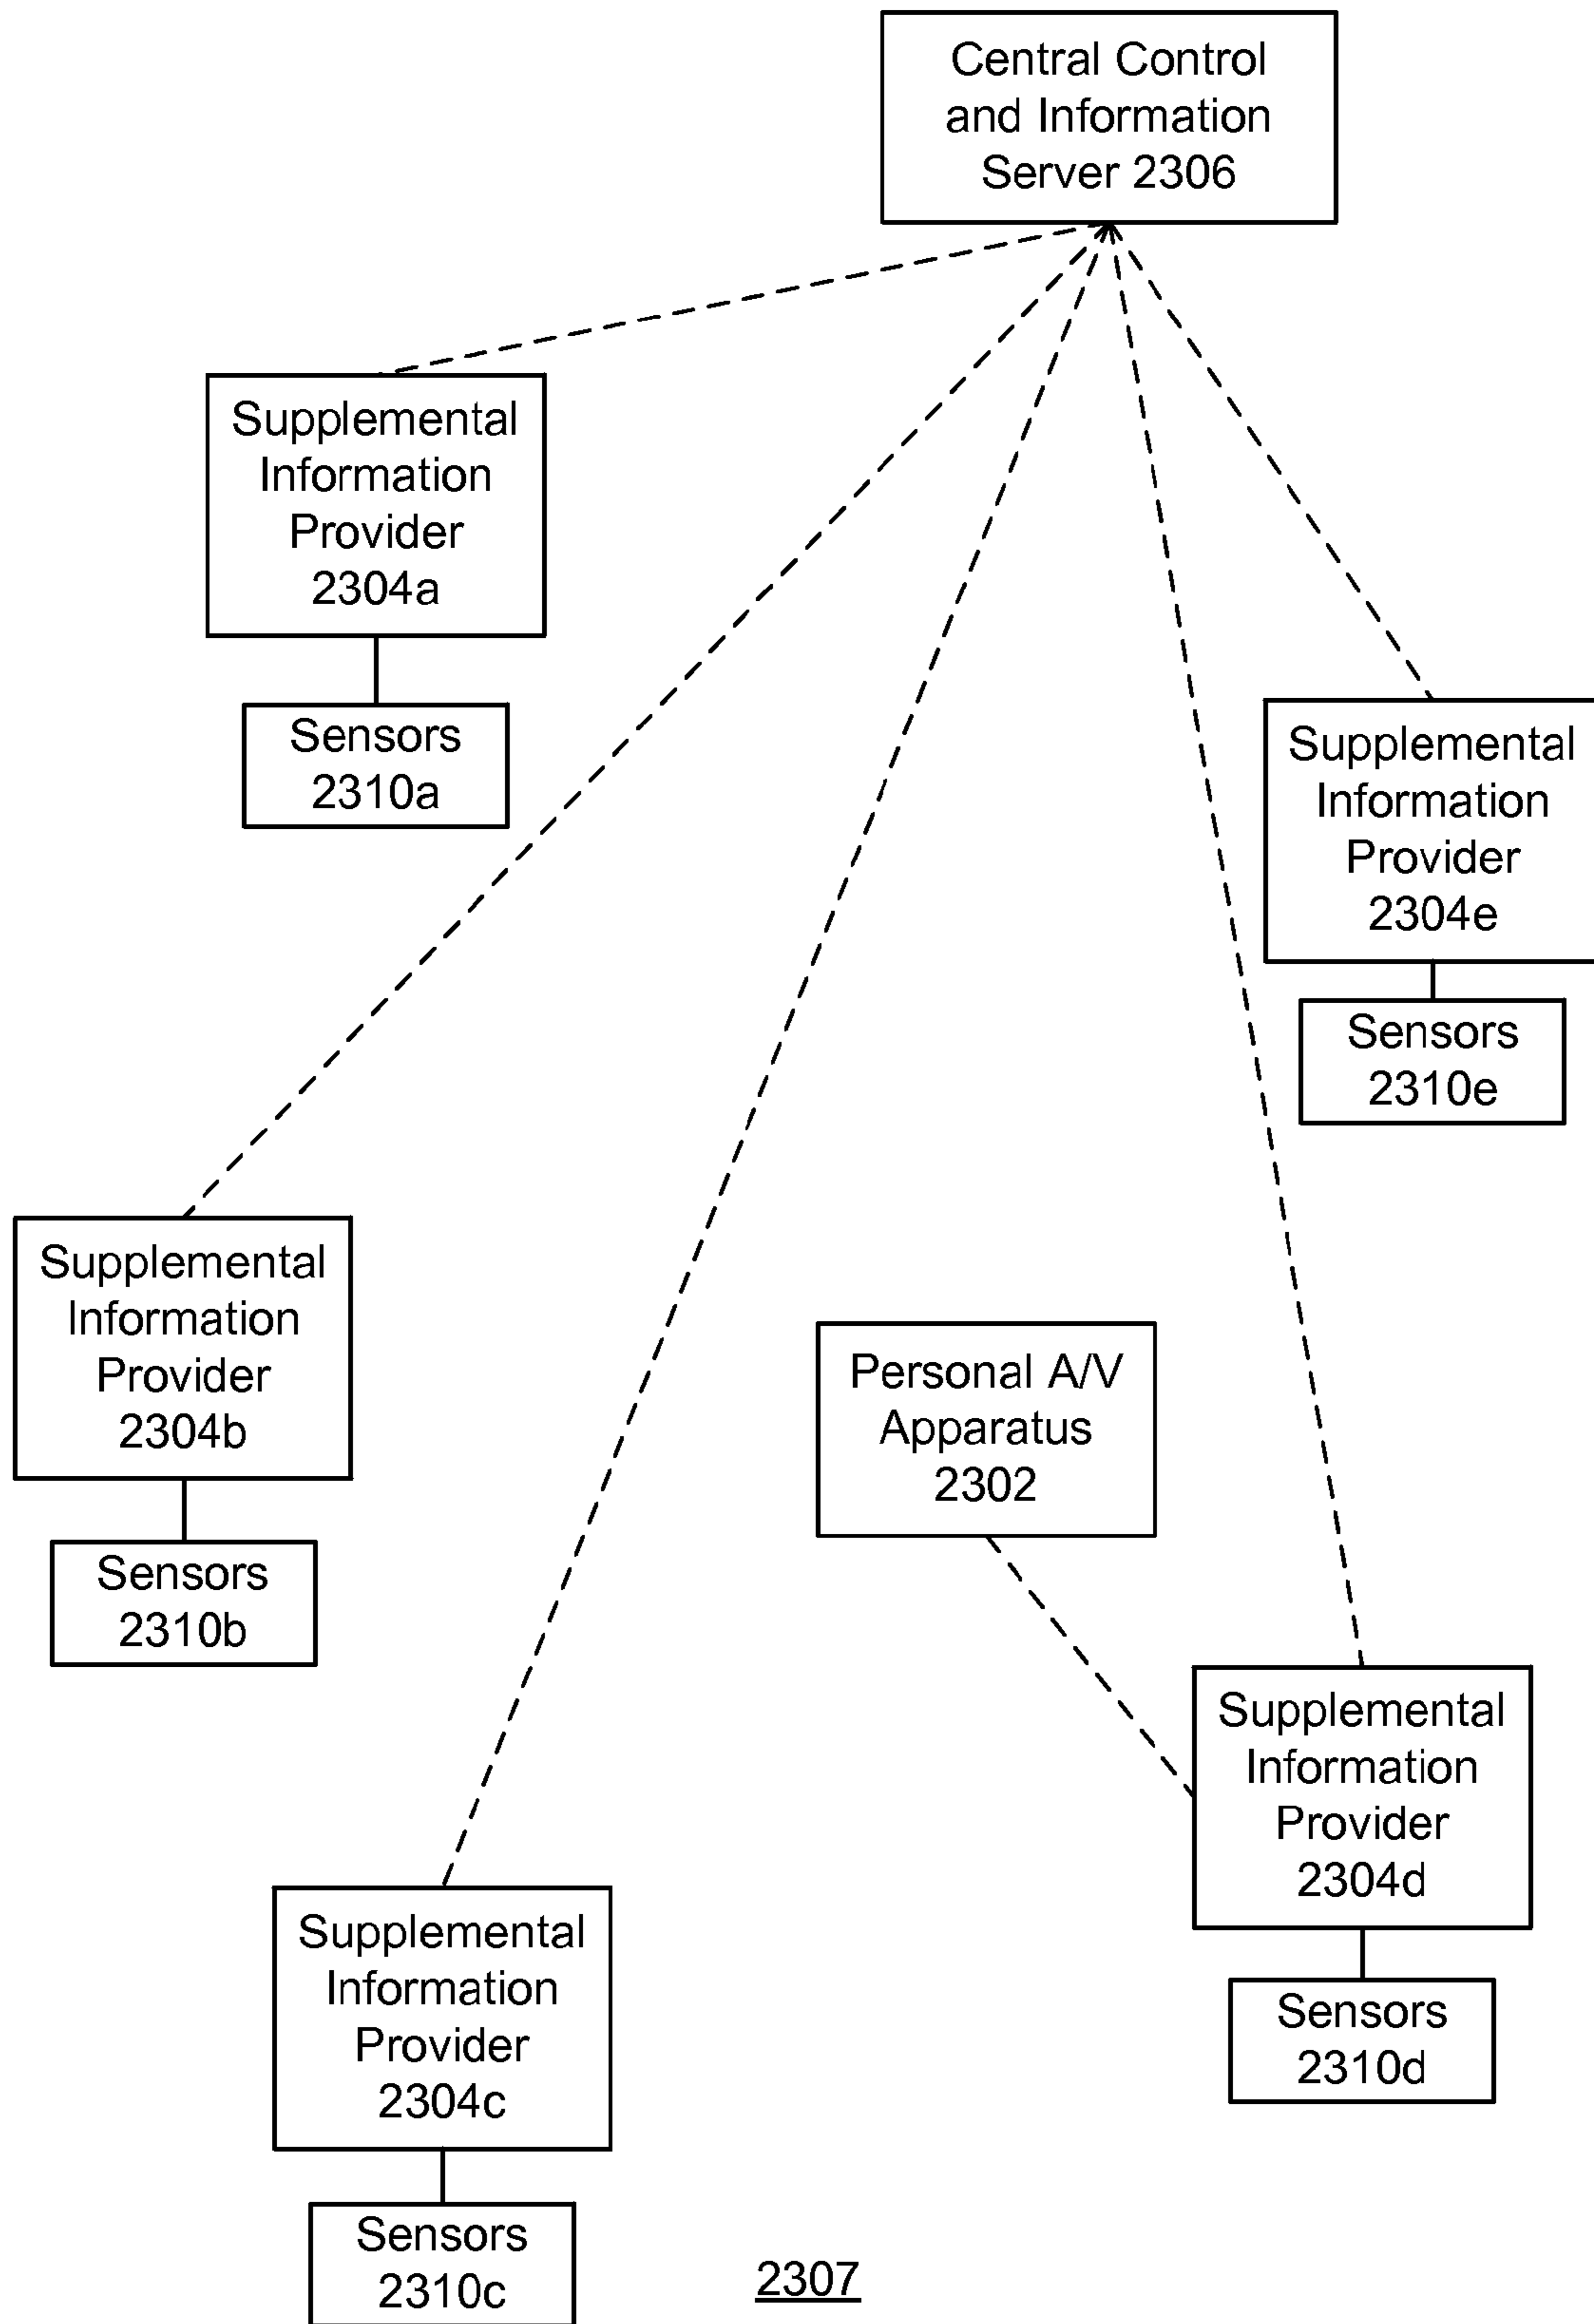 Central Control
and Information
Server 2306
Supplemental
Information
Provider
2304a
Sensors
2310a
Supplemental
Information
Provider
2304e
Sensors
2310e
Supplemental
Information
Provider
2304b
Sensors
2310b
Personal A/V
Apparatus
2302
Supplemental
Information
Provider
2304d
Sensors
2310d
Supplemental
Information
Provider
2304c
Sensors
2310c
2307